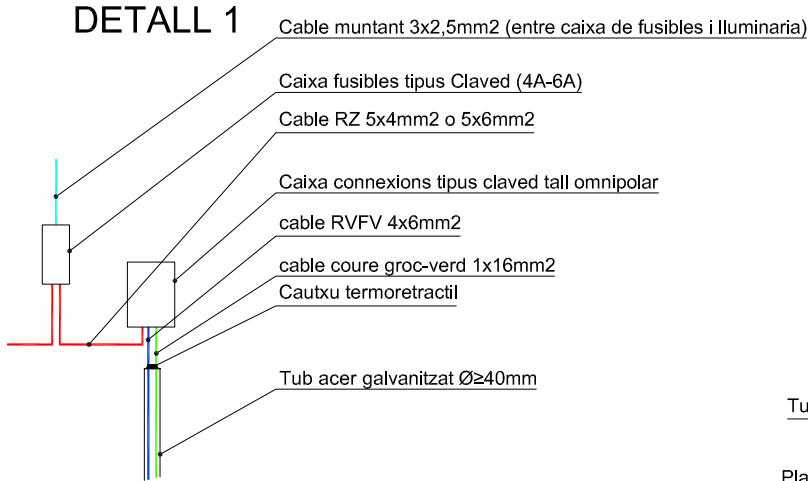 DETALL 1
Cable muntant 3x2,5mm2 (entre caixa de fusibles i lluminaria)
Caixa fusibles tipus Claved (4A-6A)
Cable RZ 5x4mm2 o 5x6mm2
Caixa connexions tipus claved tall omnipolar
cable RVFV 4x6mm2
cable coure groc-verd 1x16mm2
Cautxu termoretractil
Tub acer galvanitzat Ø≥40mm
Tu
Pla